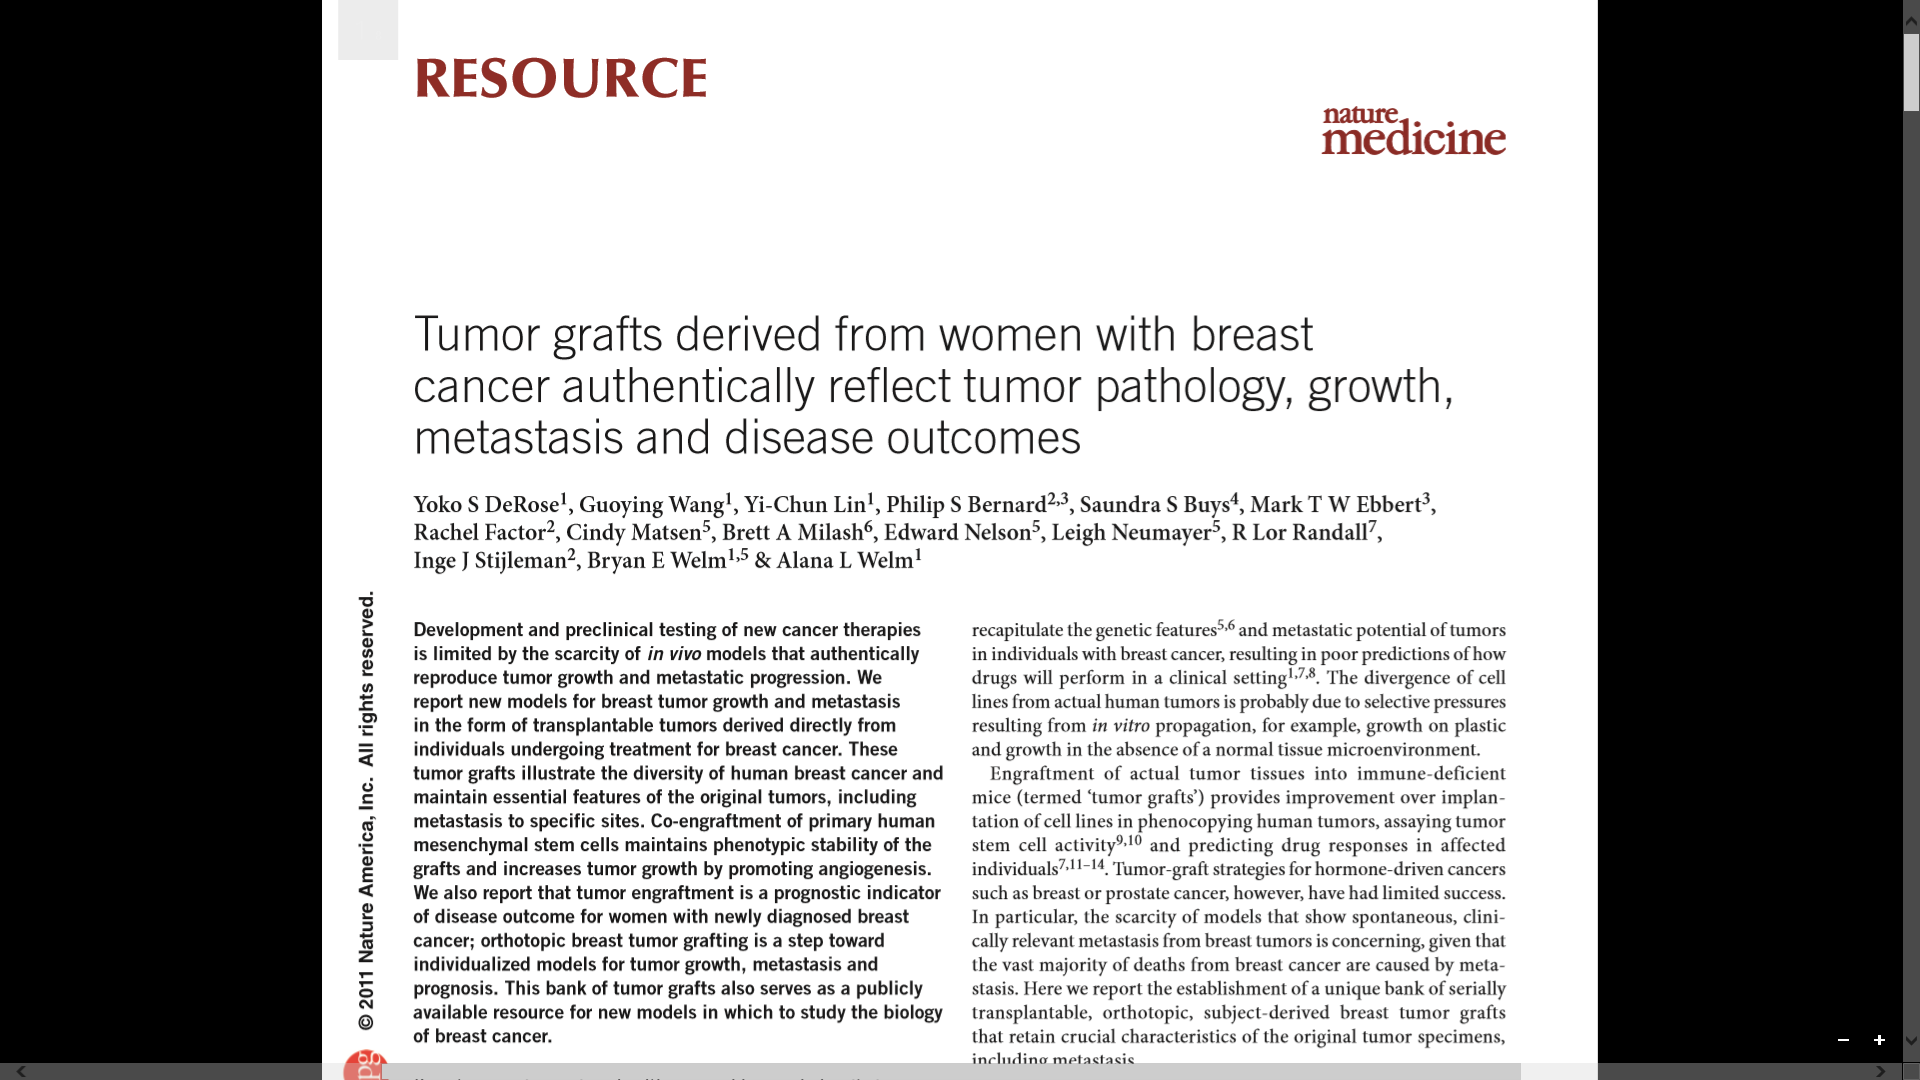 RESOURCE
nature
medicine
Tumor grafts derived from women with breast
cancer authentically reflect tumor pathology, growth,
metastasis and disease outcomes
Yoko S DeRose1, Guoying Wang1, Yi-Chun Lin1, Philip S Bernard2,3, Saundra S Buys4, Mark T W Ebbert3,
Rachel Factor2, Cindy Matsen5, Brett A Milash6, Edward Nelson5, Leigh Neumayer5, R Lor Randall7,
Inge J Stijleman2, Bryan E Welm1,5 & Alana L Welm1
Development and preclinical testing of new cancer therapies
is limited by the scarcity of in vivo models that authentically
reproduce tumor growth and metastatic progression. We
report new models for breast tumor growth and metastasis
in the form of transplantable tumors derived directly from
individuals undergoing treatment for breast cancer. These
tumor grafts illustrate the diversity of human breast cancer and
maintain essential features of the original tumors, including
metastasis to specific sites. Co-engraftment of primary human
mesenchymal stem cells maintains phenotypic stability of the
grafts and increases tumor growth by promoting angiogenesis.
We also report that tumor engraftment is a prognostic indicator
of disease outcome for women with newly diagnosed breast
cancer; orthotopic breast tumor grafting is a step toward
individualized models for tumor growth, metastasis and
prognosis. This bank of tumor grafts also serves as a publicly
available resource for new models in which to study the biology
of breast cancer.
recapitulate the genetic features5,6 and metastatic potential of tumors
in individuals with breast cancer, resulting in poor predictions of how
drugs will perform in a clinical setting1,7,8. The divergence of cell
lines from actual human tumors is probably due to selective pressures
resulting from in vitro propagation, for example, growth on plastic
and growth in the absence of a normal tissue microenvironment.
Engraftment of actual tumor tissues into immune-deficient
mice (termed ‘tumor grafts’) provides improvement over implan-
tation of cell lines in phenocopying human tumors, assaying tumor
stem cell activity9,10 and predicting drug responses in affected
individuals7,11–14. Tumor-graft strategies for hormone-driven cancers
such as breast or prostate cancer, however, have had limited success.
In particular, the scarcity of models that show spontaneous, clini-
cally relevant metastasis from breast tumors is concerning, given that
the vast majority of deaths from breast cancer are caused by meta-
stasis. Here we report the establishment of a unique bank of serially
transplantable, orthotopic, subject-derived breast tumor grafts
that retain crucial characteristics of the original tumor specimens,
including metastasis.
© 2011 Nature America, Inc. All rights reserved.